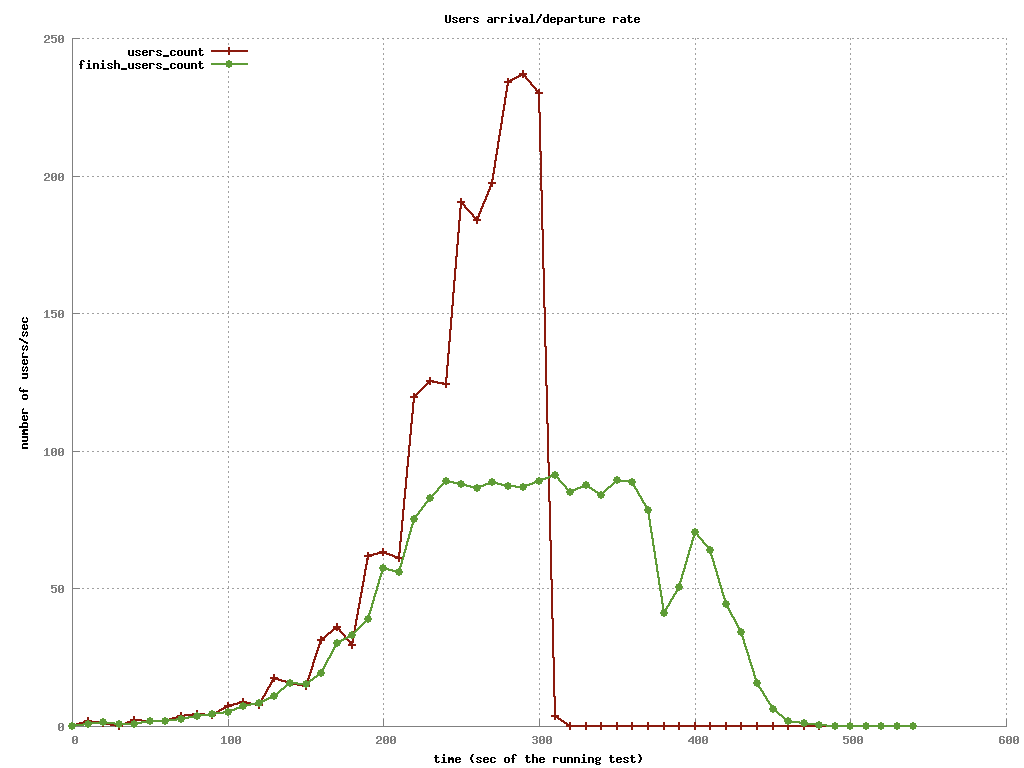 Users arrival/departure rate
users_count
finish_users_count
number of users/sec
250
200
150
100
50
0
0 100 200 300 400 500 600
time (sec of the running test)